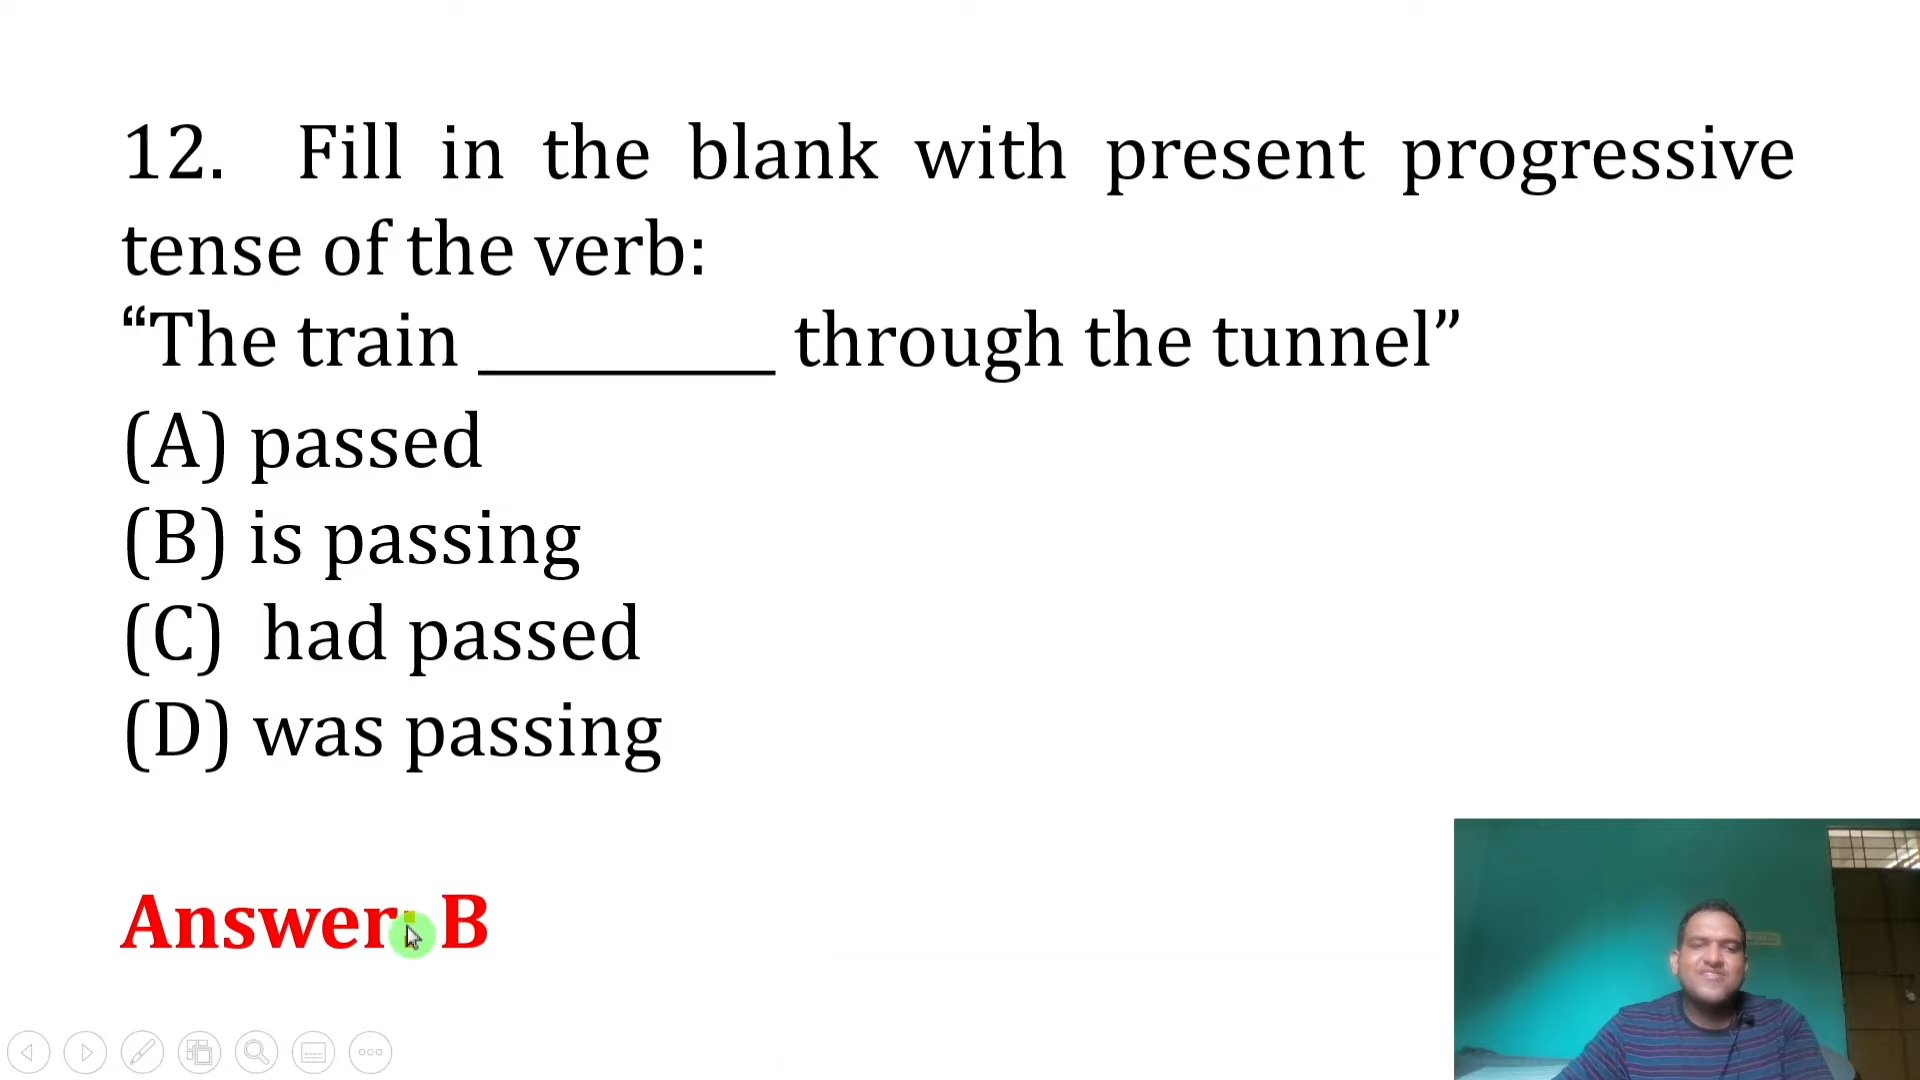 12. Fill in the blank with present progressive
tense of the verb:
“The train _________ through the tunnel”
(A) passed
(B) is passing
(C) had passed
(D) was passing
Answer: B